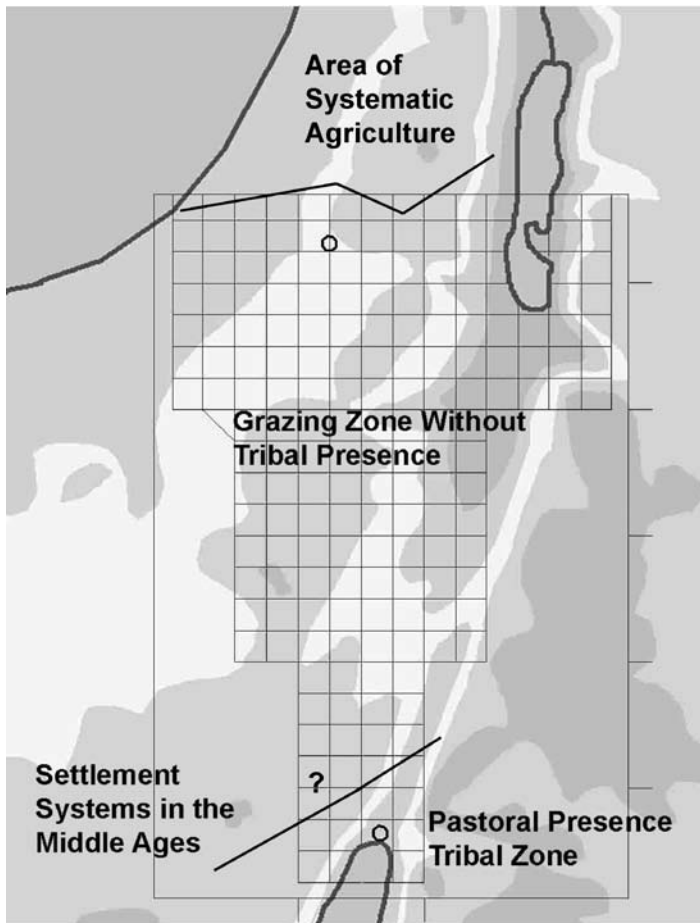 Area of
Systematic
Agriculture
Grazing Zone Without
Tribal Presence
?
Settlement
Systems in the
Middle Ages
Pastoral Presence
Tribal Zone